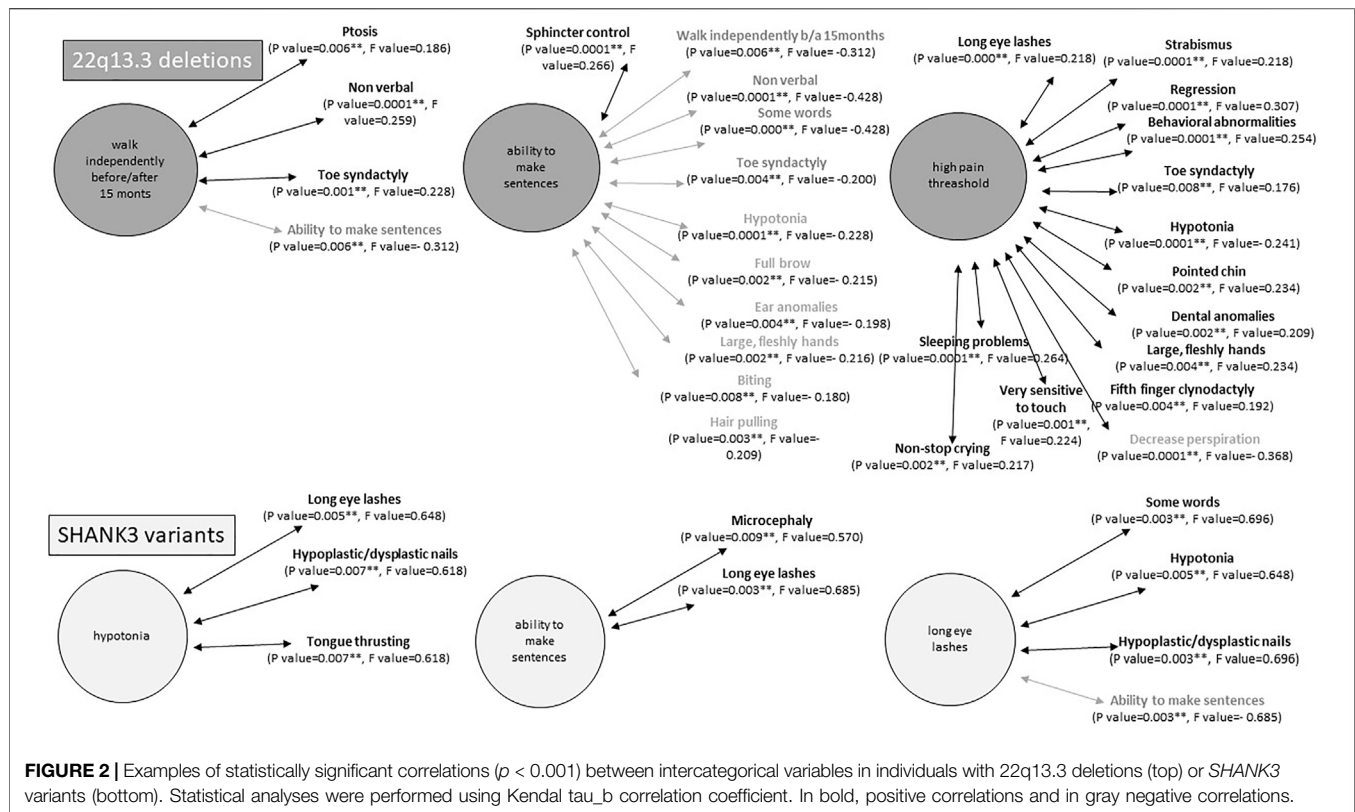 22q13.3 deletions
walk
independently
before/after
15 monts
Ptosis
(P value=0.006**, F value=0.186)
Non verbal
(P value=0.0001**, F
value=0.259)
Toe syndactyly
(P value=0.001**, F value=0.228)
Ability to make sentences
(P value=0.006**, F value=- 0.312)
ability to
make
sentences
Sphincter control
(P value=0.0001**, F
value=0.266)
Walk independently b/a 15months
(P value=0.006**, F value= -0.312)
Non verbal
(P value=0.0001**, F value= -0.428)
Some words
(P value=0.000**, F value= -0.428)
Toe syndactyly
(P value=0.004**, F value= -0.200)
Hypotonia
(P value=0.0001**, F value=- 0.228)
Full brow
(P value=0.002**, F value=- 0.215)
Ear anomalies
(P value=0.004**, F value=- 0.198)
Large, fleshly hands
(P value=0.002**, F value=- 0.216)
Biting
(P value=0.008**, F value=- 0.180)
Hair pulling
(P value=0.003**, F value=-
0.209)
high pain
threashold
Long eye lashes
(P value=0.000**, F value=0.218)
Strabismus
(P value=0.0001**, F value=0.218)
Regression
(P value=0.0001**, F value=0.307)
Behavioral abnormalities
(P value=0.0001**, F value=0.254)
Toe syndactyly
(P value=0.008**, F value=0.176)
Hypotonia
(P value=0.0001**, F value=- 0.241)
Pointed chin
(P value=0.002**, F value=0.234)
Dental anomalies
(P value=0.002**, F value=0.209)
Large, fleshly hands
(P value=0.004**, F value=0.234)
Fifth finger clynodactyly
(P value=0.004**, F value=0.192)
Decrease perspiration
(P value=0.0001**, F value=- 0.368)
Sleeping problems
(P value=0.0001**, F value=0.264)
Very sensitive
to touch
(P value=0.001**,
F value=0.224)
Non-stop crying
(P value=0.002**, F value=0.217)
SHANK3 variants
hypotonia
Long eye lashes
(P value=0.005**, F value=0.648)
Hypoplastic/dysplastic nails
(P value=0.007**, F value=0.618)
Tongue thrusting
(P value=0.007**, F value=0.618)
ability to
make
sentences
Microcephaly
(P value=0.009**, F value=0.570)
Long eye lashes
(P value=0.003**, F value=0.685)
long eye
lashes
Some words
(P value=0.003**, F value=0.696)
Hypotonia
(P value=0.005**, F value=0.648)
Hypoplastic/dysplastic nails
(P value=0.003**, F value=0.696)
Ability to make sentences
(P value=0.003**, F value=- 0.685)
FIGURE 2 | Examples of statistically significant correlations (p < 0.001) between intercategorical variables in individuals with 22q13.3 deletions (top) or SHANK3
variants (bottom). Statistical analyses were performed using Kendal tau_b correlation coefficient. In bold, positive correlations and in gray negative correlations.